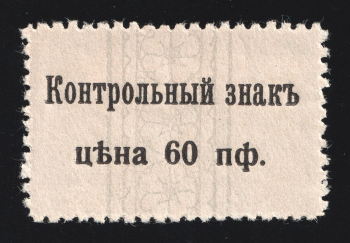 Контрольный знакъ
цѣна 60 пф.